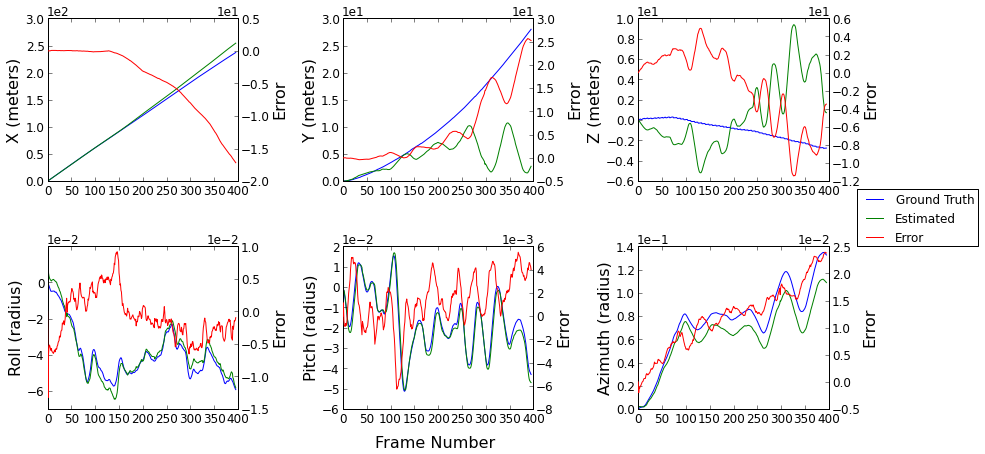 1e2 1e1 1e1 1e1 1e1 1e1
3.0 0.5 3.0 3.0 1.0 0.6
2.5 0.0 2.5 2.5 0.8 0.4
2.0 −0.5 2.0 2.0 0.6 0.2
1.5 −1.0 1.5 1.5 0.4 0.0
1.0 −1.5 1.0 1.0 0.2 −0.2
0.5 −2.0 0.5 0.5 0.0 −0.4
0.0 0.0 0.0 −0.2 −0.6
−0.5 −0.4 −0.8
−0.6 −1.0
−1.2
X (meters) Error Y (meters) Error Z (meters) Error
0 50 100 150 200 250 300 350 400 0 50 100 150 200 250 300 350 400 0 50 100 150 200 250 300 350 400
Ground Truth
Estimated
Error
1e−2 1e−2 1e−2 1e−3 1e−1 1e−2
0 1.0 2 6 1.4 2.5
−2 0.5 1 4 1.2 2.0
−4 0.0 0 2 1.0 1.5
−6 −0.5 −1 0 0.8 1.0
−1.0 −2 −2 0.6 0.5
−1.5 −3 −4 0.4 0.0
−4 −6 0.2 −0.5
−5 −8 0.0
−6
Roll (radius) Error Pitch (radius) Error Azimuth (radius) Error
0 50 100 150 200 250 300 350 400 0 50 100 150 200 250 300 350 400 0 50 100 150 200 250 300 350 400
Frame Number